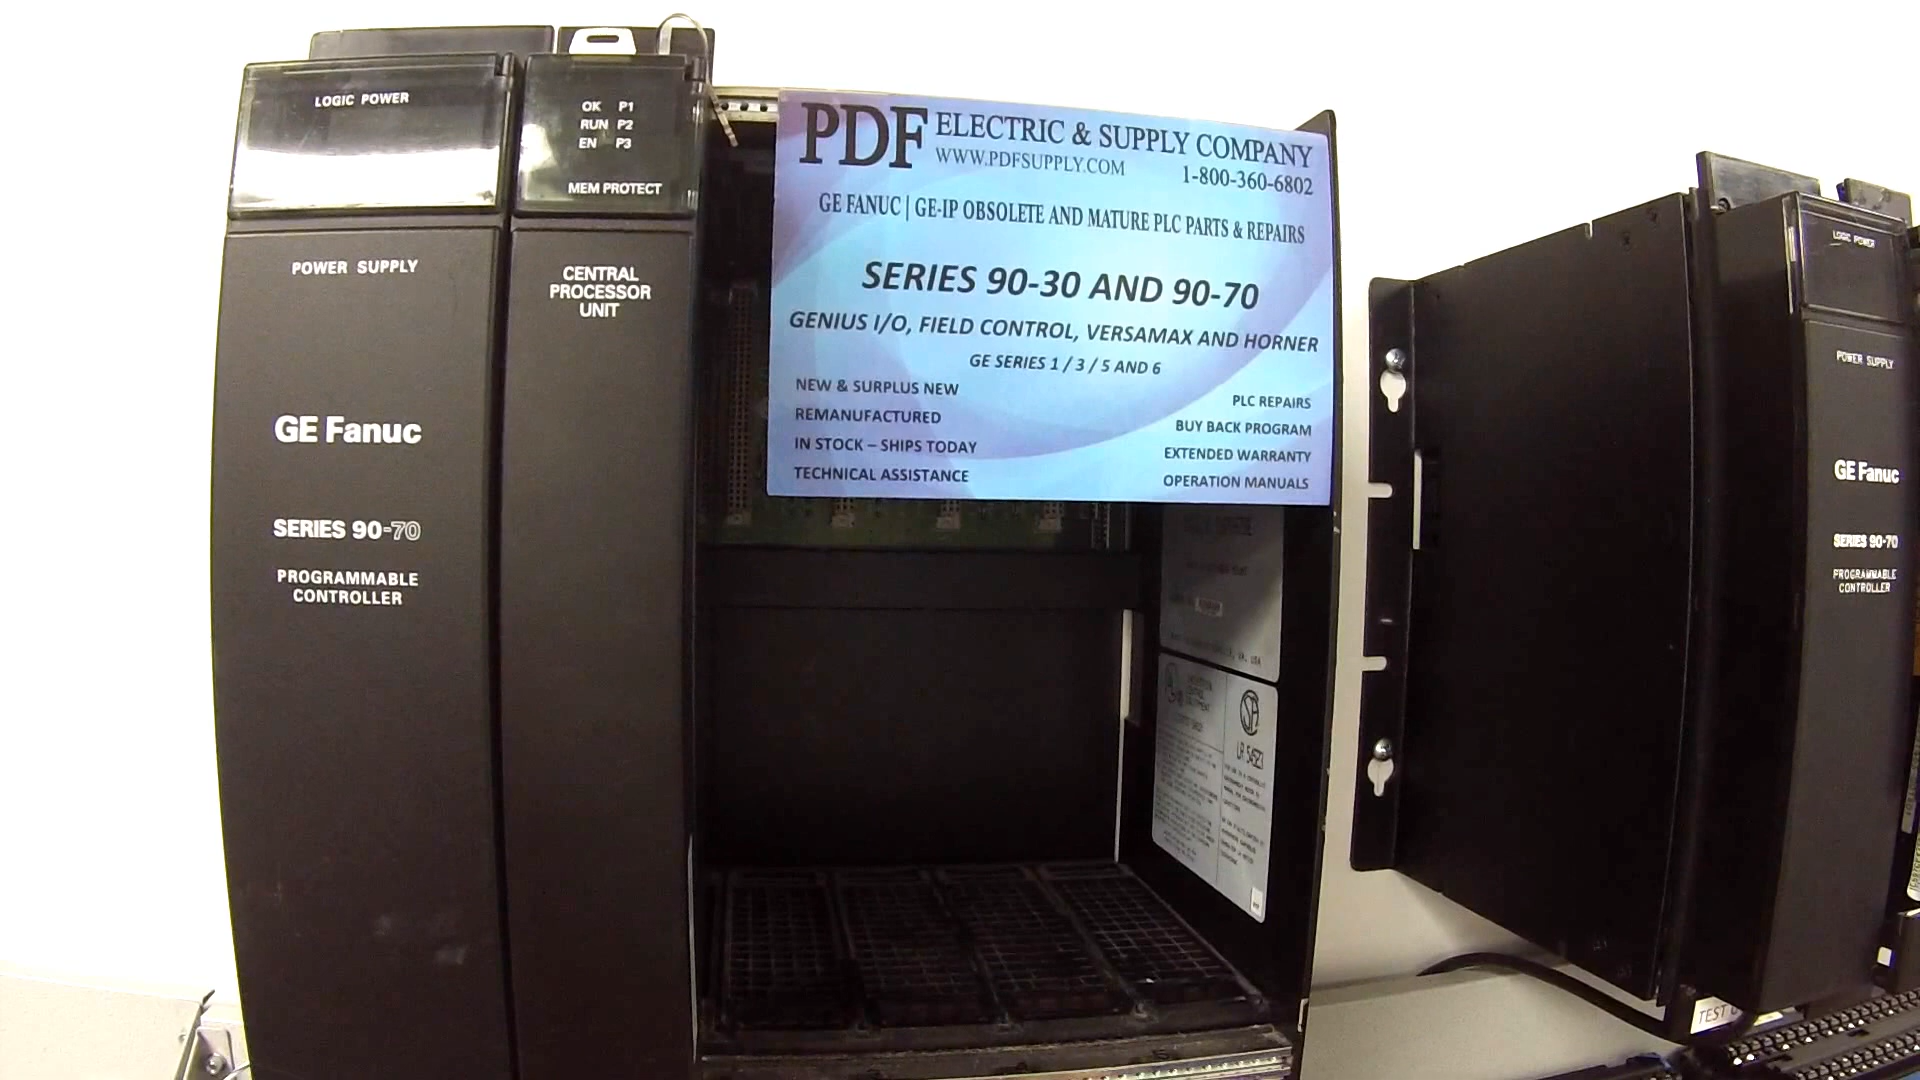 LOGIC POWER
OK P1
RUN P2
EN P3
MEM PROTECT
POWER SUPPLY
CENTRAL
PROCESSOR
UNIT
GE Fanuc
SERIES 90-70
PROGRAMMABLE
CONTROLLER
PDF ELECTRIC & SUPPLY COMPANY
WWW.PDFSUPPLY.COM
1-800-360-6802
GE FANUC | GE-IP OBSOLETE AND MATURE PLC PARTS & REPAIRS
SERIES 90-30 AND 90-70
GENIUS I/O, FIELD CONTROL, VERSAMAX AND HORNER
GE SERIES 1 / 3 / 5 AND 6
NEW & SURPLUS NEW
REMANUFACTURED
IN STOCK – SHIPS TODAY
TECHNICAL ASSISTANCE
PLC REPAIRS
BUY BACK PROGRAM
EXTENDED WARRANTY
OPERATION MANUALS
LR 54523
LOGIC POWER
POWER SUPPLY
GE Fanuc
SERIES 90-70
PROGRAMMABLE
CONTROLLER
TEST